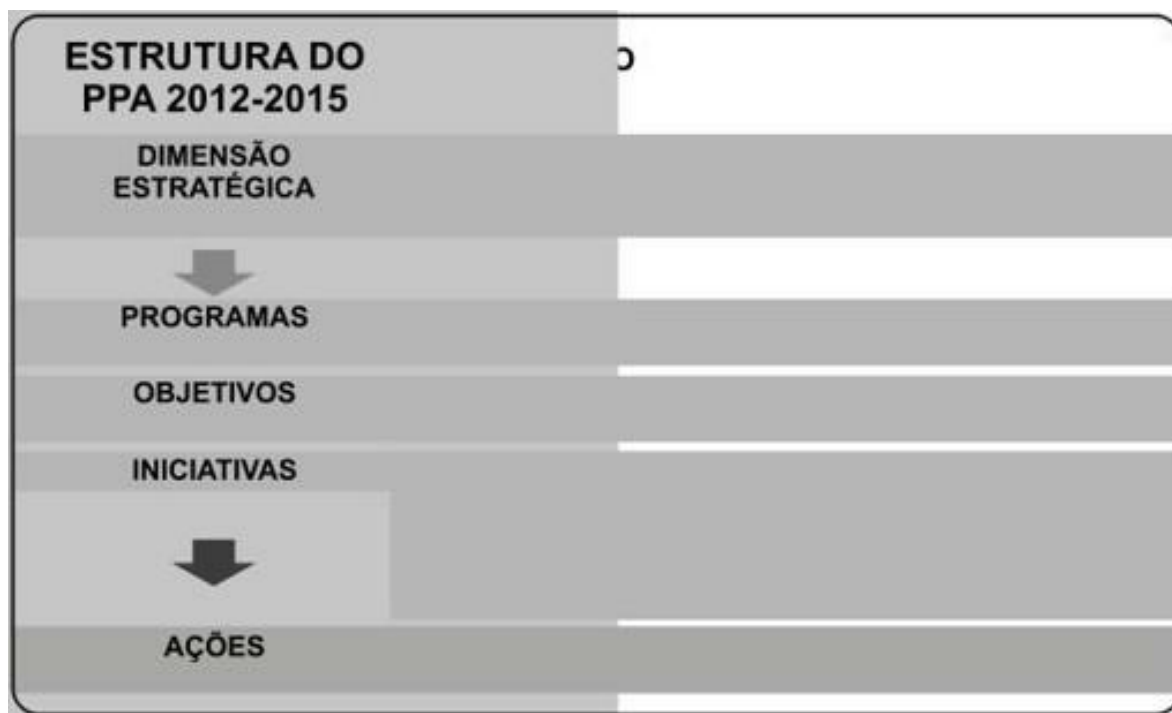 ESTRUTURA DO
PPA 2012-2015
DIMENSÃO
ESTRATÉGICA
PROGRAMAS
OBJETIVOS
INICIATIVAS
AÇÕES